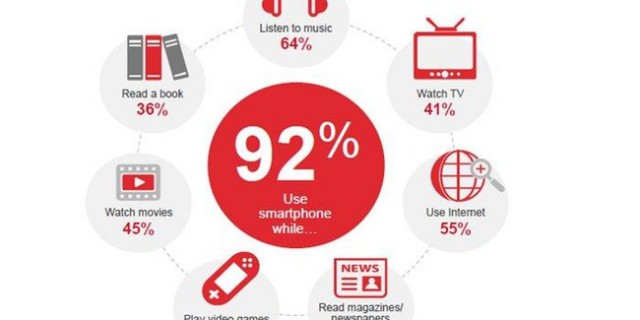 Listen to music
64%
Read a book
36%
Watch TV
41%
92%
Use
smartphone
while...
Watch movies
45%
Use Internet
55%
NEWS
Play video games
Read magazines/
newspapers